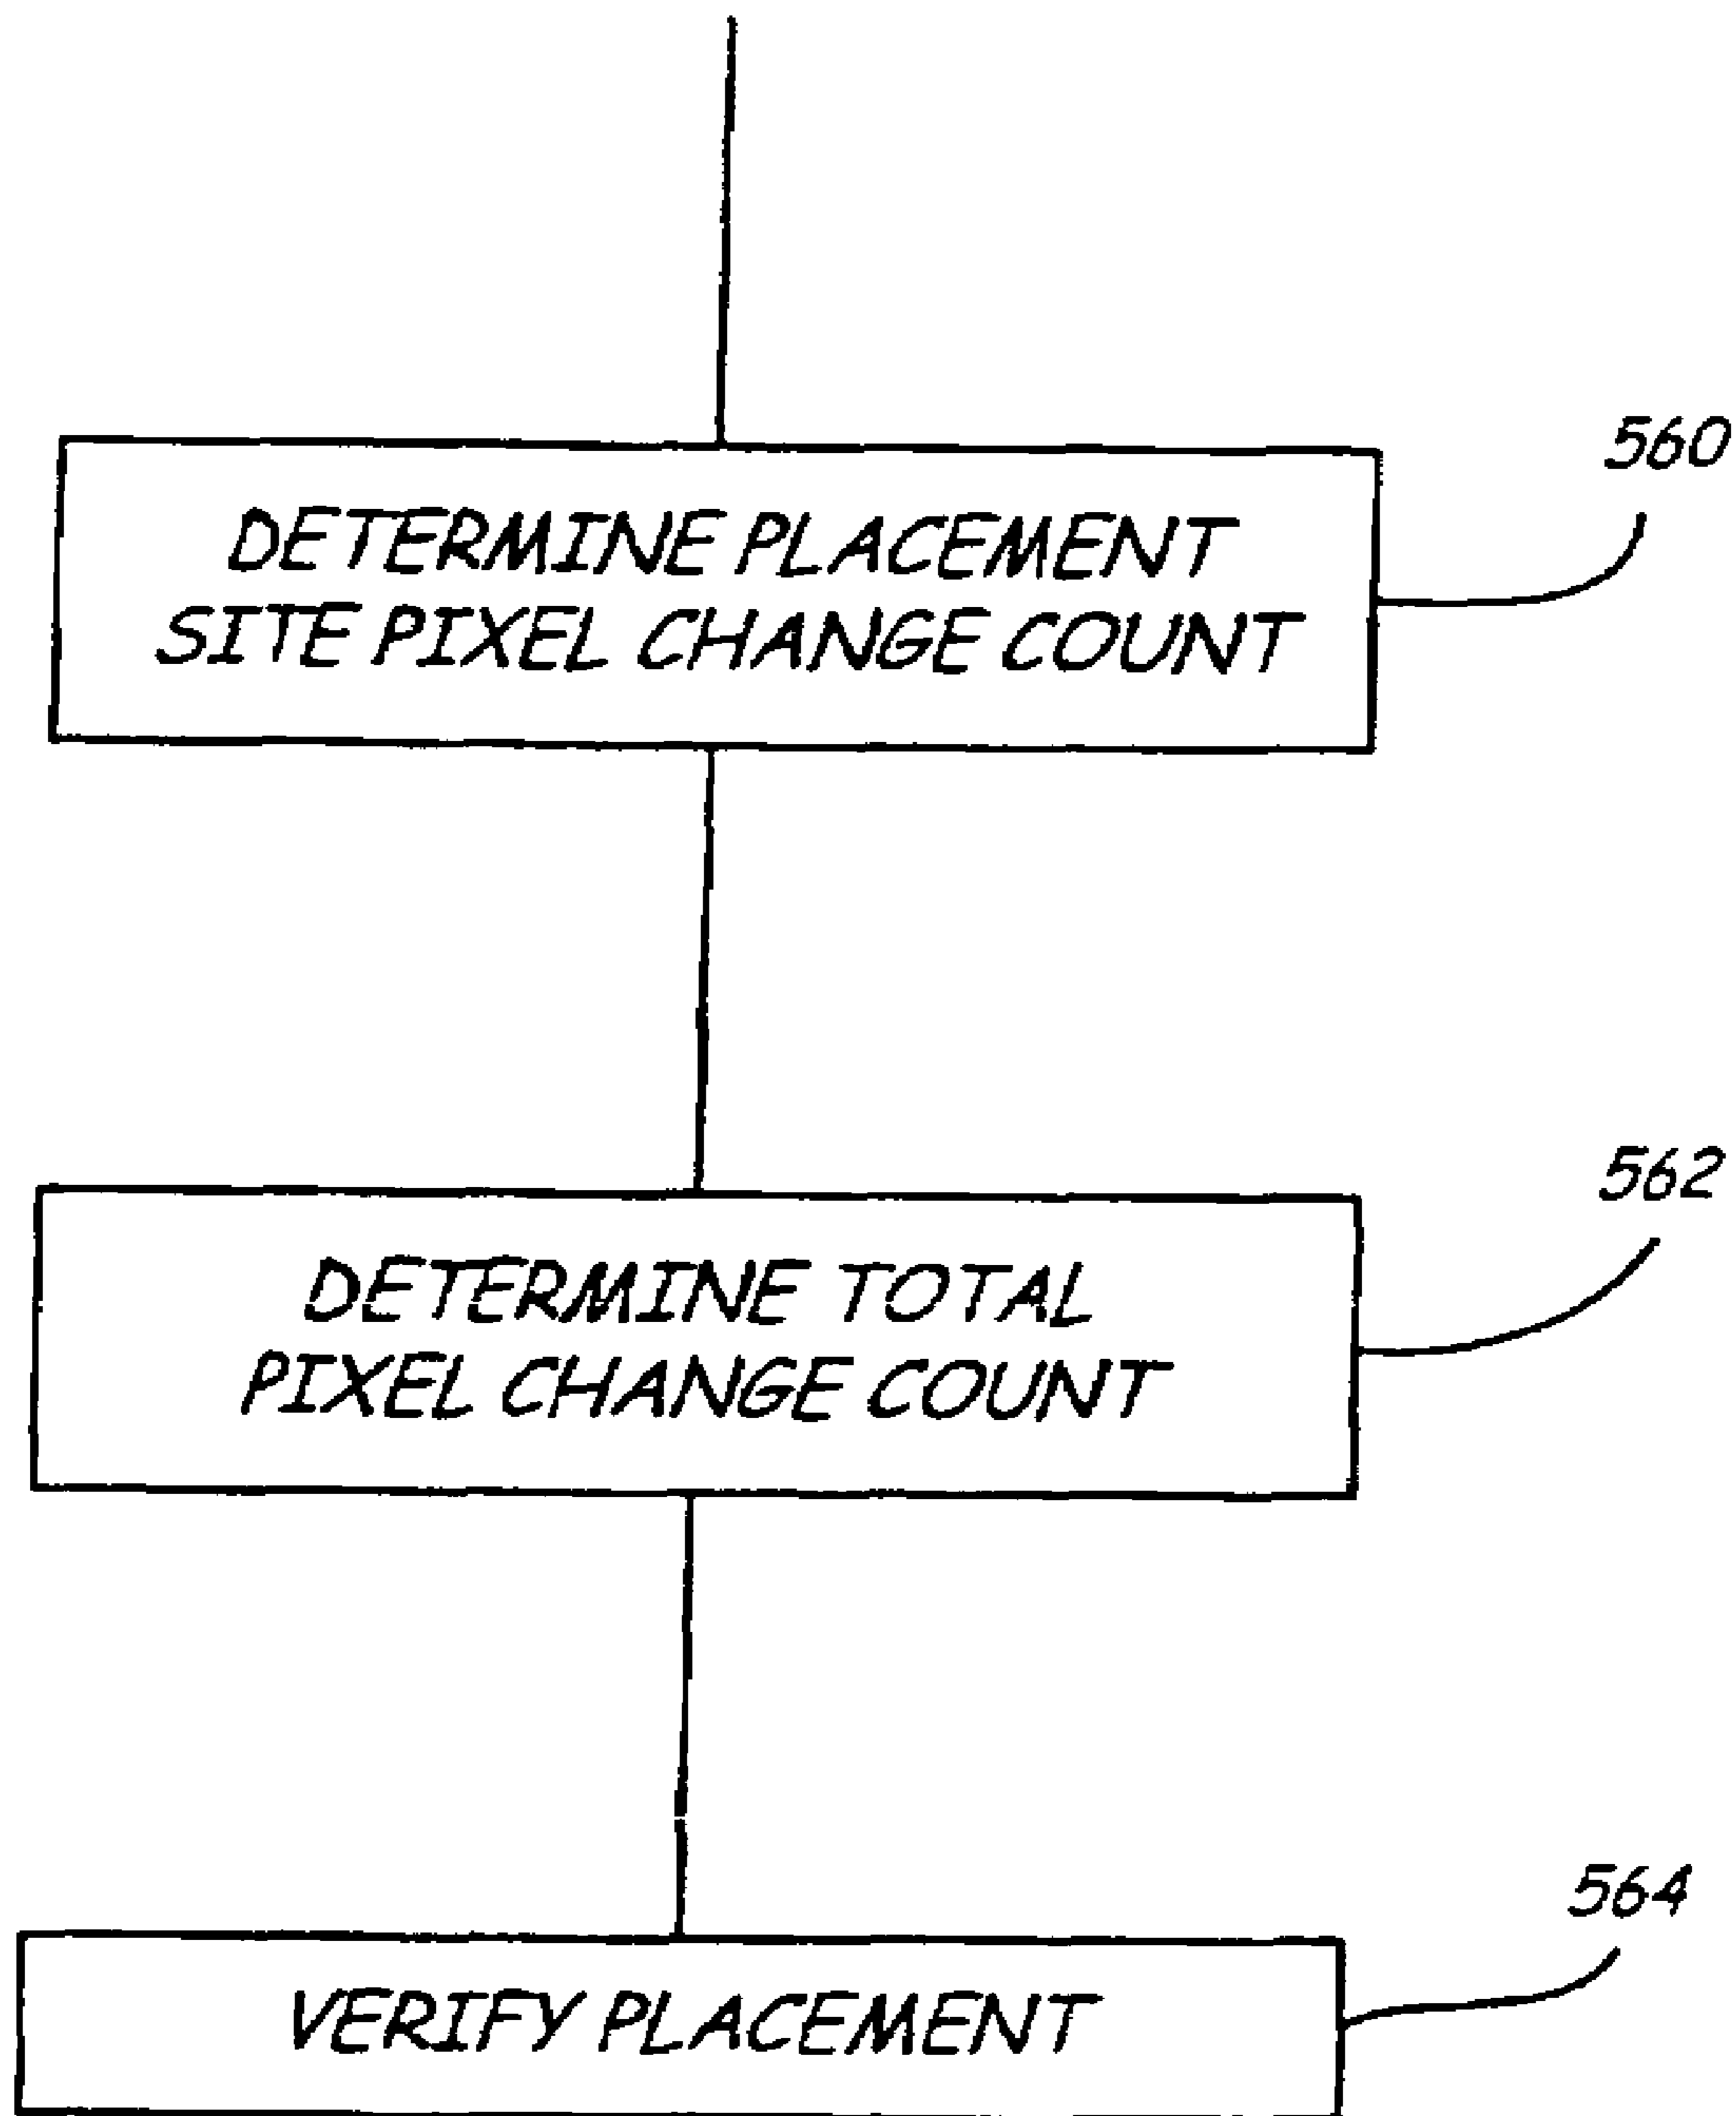 560
DETERMINE PLACEMENT
SITE PIXEL CHANGE COUNT
562
DETERMINE TOTAL
PIXEL CHANGE COUNT
564
VERIFY PLACEMENT